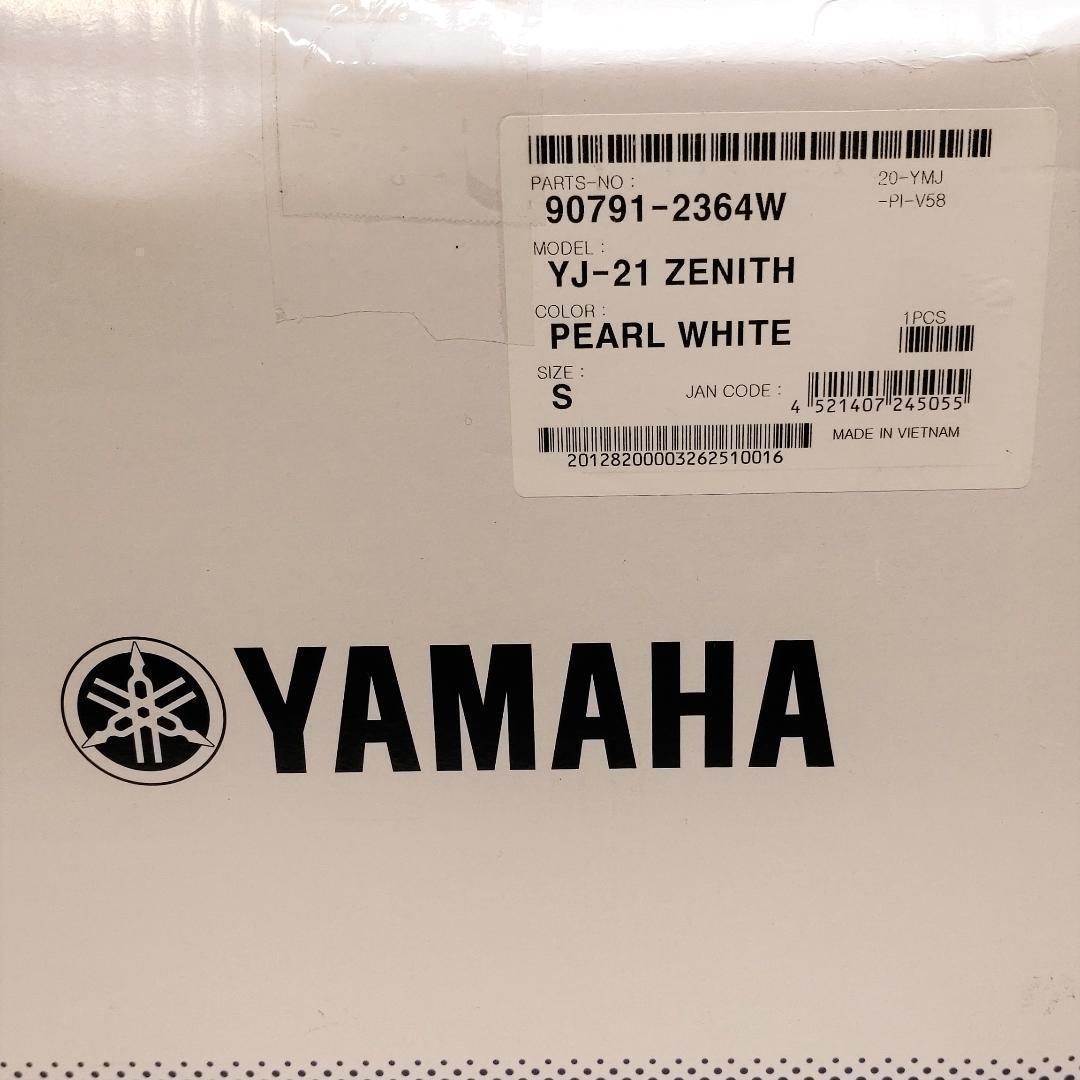 PARTS-NO :
20-YMJ
90791-2364W
-PI-V58
MODEL :
YJ-21 ZENITH
COLOR :
PEARL WHITE
1PCS
SIZE :
S
JAN CODE :
4 521407 245055
MADE IN VIETNAM
20128200003262510016
YAMAHA